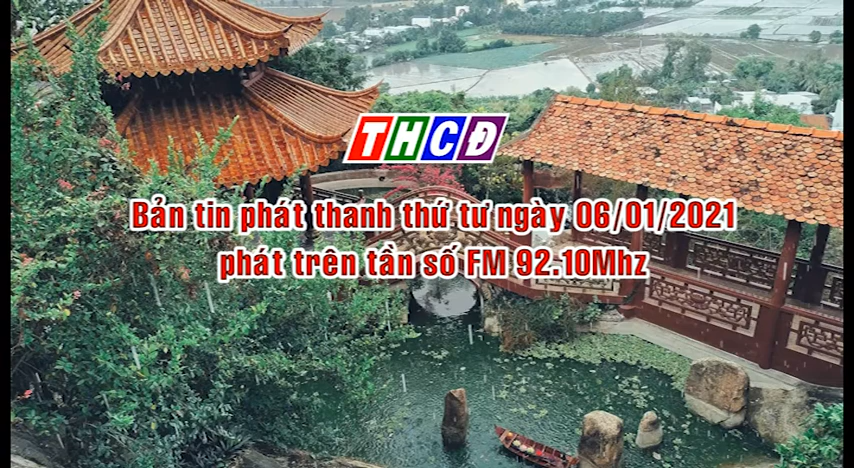 THCĐ
Bản tin phát thanh thứ tư ngày 06/01/2021
phát trên tần số FM 92.10Mhz